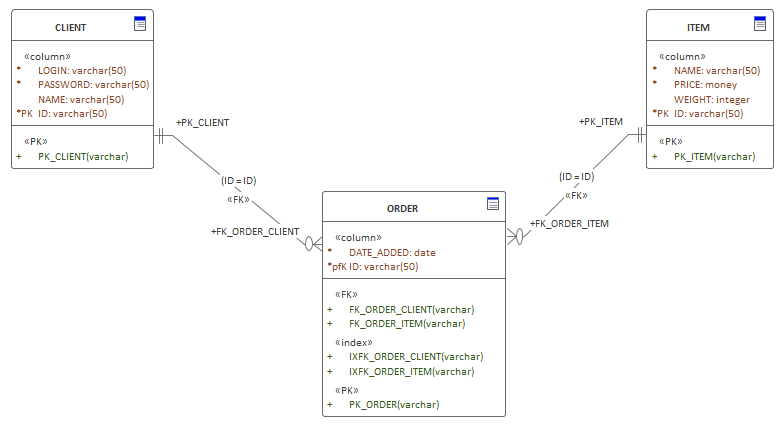 CLIENT
«column»
* LOGIN: varchar(50)
* PASSWORD: varchar(50)
NAME: varchar(50)
*PK ID: varchar(50)
«PK»
+ PK_CLIENT(varchar)
ITEM
«column»
* NAME: varchar(50)
* PRICE: money
WEIGHT: integer
*PK ID: varchar(50)
«PK»
+ PK_ITEM(varchar)
+PK_CLIENT
(ID = ID)
«FK»
+FK_ORDER_CLIENT
+PK_ITEM
(ID = ID)
«FK»
+FK_ORDER_ITEM
ORDER
«column»
* DATE_ADDED: date
*pfK ID: varchar(50)
«FK»
+ FK_ORDER_CLIENT(varchar)
+ FK_ORDER_ITEM(varchar)
«index»
+ IXFK_ORDER_CLIENT(varchar)
+ IXFK_ORDER_ITEM(varchar)
«PK»
+ PK_ORDER(varchar)